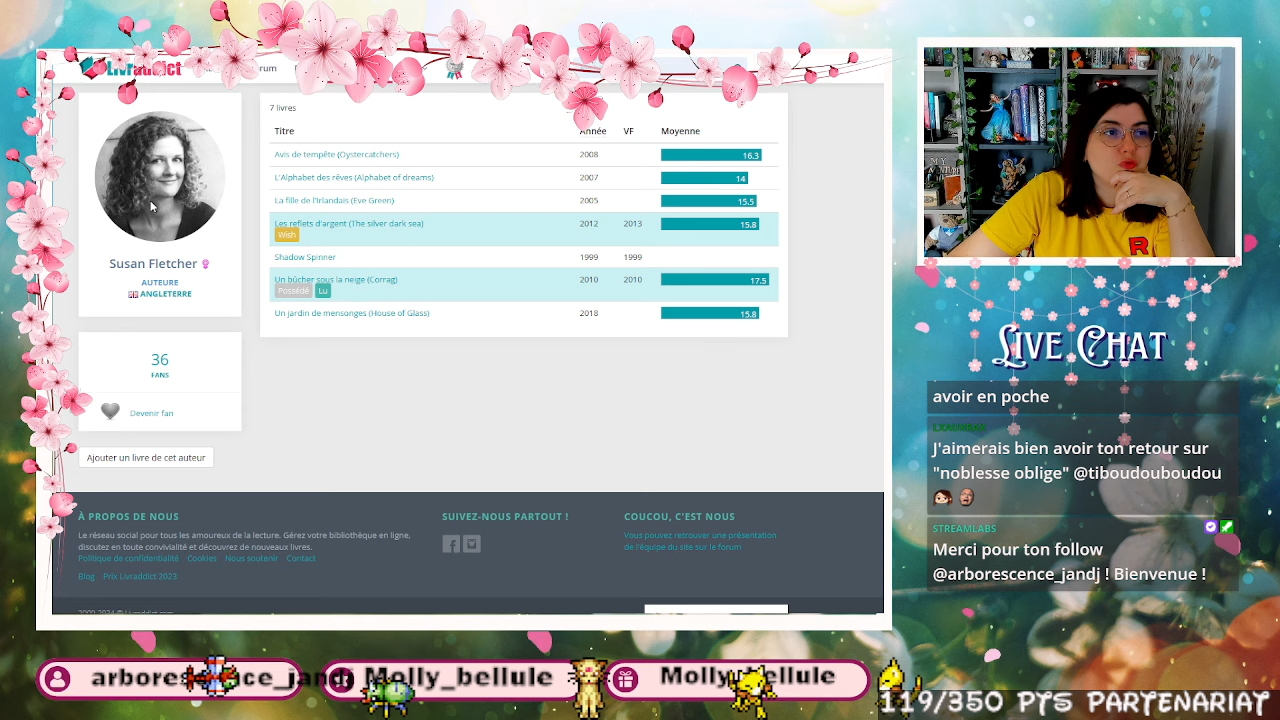 Livraddict
orum
7 livres
Titre Année VF Moyenne
Avis de tempête (Oystercatchers) 2008 16.3
L'Alphabet des rêves (Alphabet of dreams) 2007 14
La fille de l'Irlandais (Eve Green) 2005 15.5
Les reflets d'argent (The silver dark sea) 2012 2013 15.8
Wish
Shadow Spinner 1999 1999
Un bûcher sous la neige (Corrag) 2010 2010 17.5
Possédé Lu
Un jardin de mensonges (House of Glass) 2018 15.8
Susan Fletcher
AUTEURE
ANGLETERRE
36
FANS
Devenir fan
Ajouter un livre de cet auteur
À PROPOS DE NOUS
Le réseau social pour tous les amoureux de la lecture. Gérez votre bibliothèque en ligne,
discutez en toute convivialité et découvrez de nouveaux livres.
Politique de confidentialité Cookies Nous soutenir Contact
Blog Prix Livraddict 2023
SUIVEZ-NOUS PARTOUT !
COUCOU, C'EST NOUS
Vous pouvez retrouver une présentation
de l'équipe du site sur le forum
R
LIVE CHAT
avoir en poche
J'aimerais bien avoir ton retour sur
"noblesse oblige" @tiboudouboudou
STREAMLABS
Merci pour ton follow
@arborescence_jandj ! Bienvenue !
arborescence_jandj
Molly_bellule
Molly_bellule
119/350 PTS PARTENARIAT